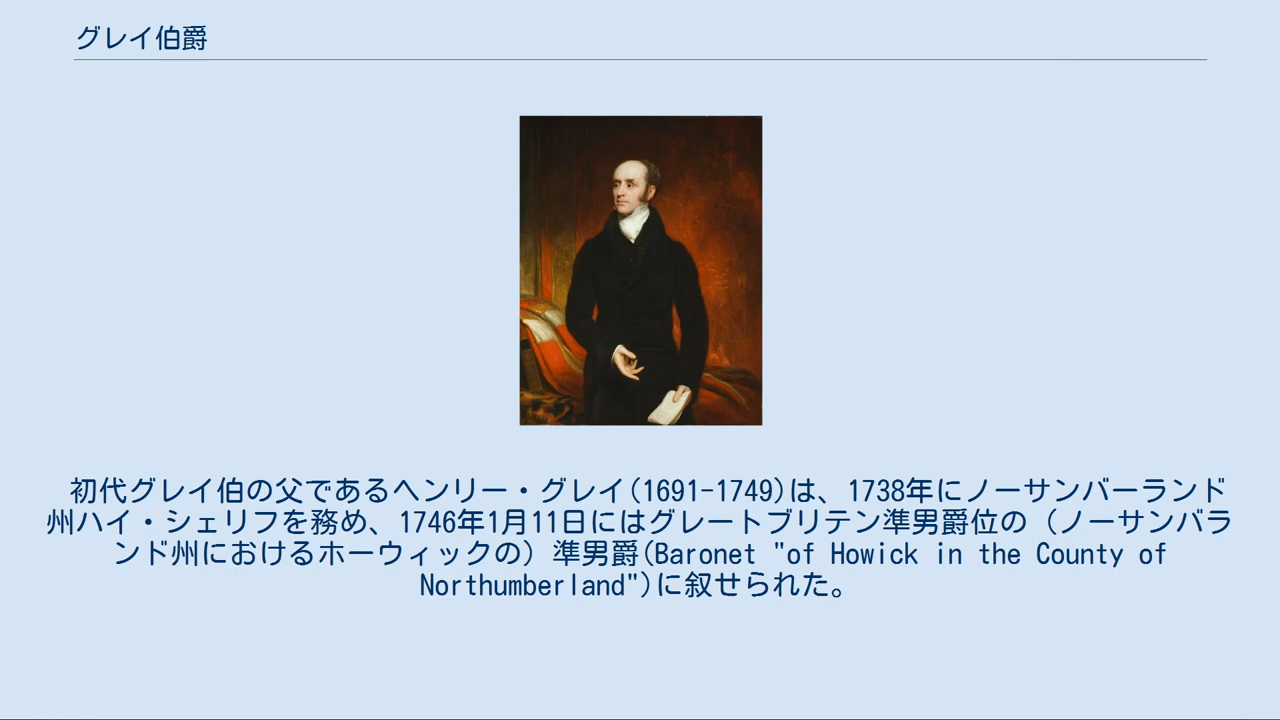 グレイ伯爵
初代グレイ伯の父であるヘンリー・グレイ(1691-1749)は、1738年にノーサンバーランド
州ハイ・シェリフを務め、1746年1月11日にはグレートブリテン準男爵位の（ノーサンバラ
ンド州におけるホーウィックの）準男爵(Baronet "of Howick in the County of
Northumberland")に叙せられた。